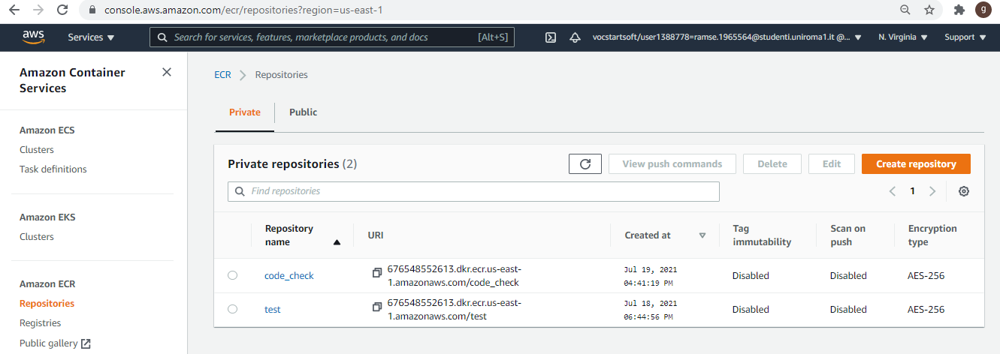 console.aws.amazon.com/ecr/repositories?region=us-east-1
g
aws
Services
Search for services, features, marketplace products, and docs
[Alt+S]
vocstartsoft/user1388778=ramse.1965564@studenti.uniroma1.it @...
N. Virginia
Support
Amazon Container
Services
Amazon ECS
Clusters
Task definitions
Amazon EKS
Clusters
Amazon ECR
Repositories
Registries
Public gallery
ECR
Repositories
Private
Public
Private repositories (2)
View push commands
Delete
Edit
Create repository
Find repositories
1
Repository
name
URI
Created at
Tag
immutability
Scan on
push
Encryption
type
code_check
676548552613.dkr.ecr.us-east-
1.amazonaws.com/code_check
Jul 19, 2021
04:41:19 PM
Disabled
Disabled
AES-256
test
676548552613.dkr.ecr.us-east-
1.amazonaws.com/test
Jul 18, 2021
06:44:56 PM
Disabled
Disabled
AES-256